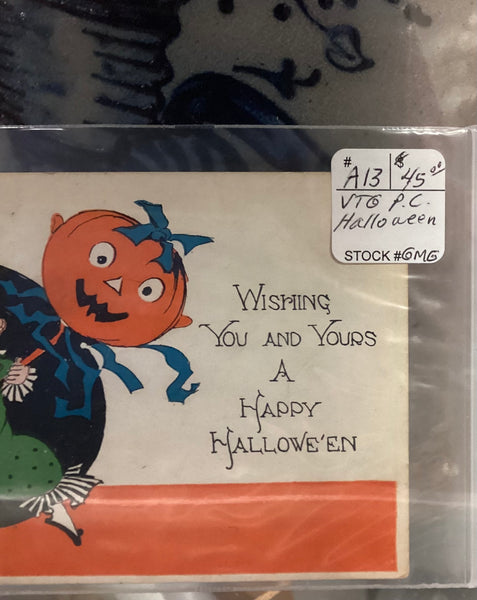 # A13 $45.00
VTG P.C.
Halloween
STOCK #GMG
WISHING
YOU AND YOURS
A
HAPPY
HALLOWE'EN